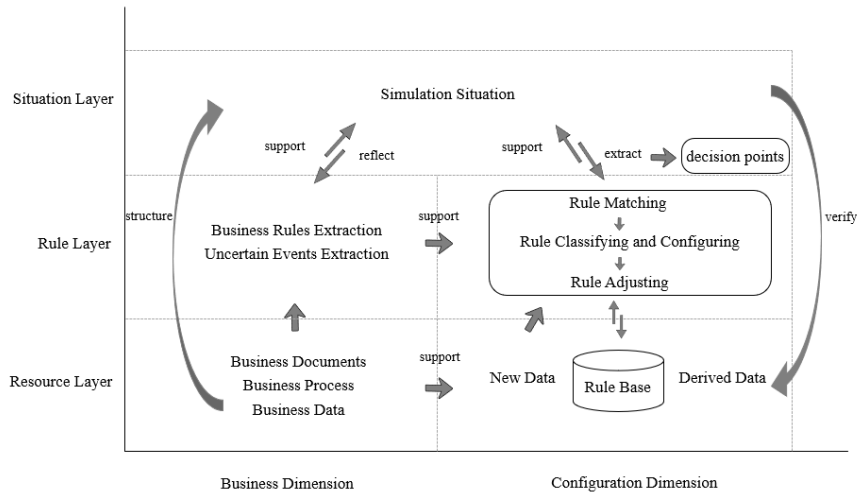 Situation Layer
Simulation Situation
support
reflect
support
extract
decision points
structure
Rule Layer
Business Rules Extraction
Uncertain Events Extraction
support
Rule Matching
Rule Classifying and Configuring
Rule Adjusting
verify
Resource Layer
Business Documents
Business Process
Business Data
support
New Data
Rule Base
Derived Data
Business Dimension
Configuration Dimension